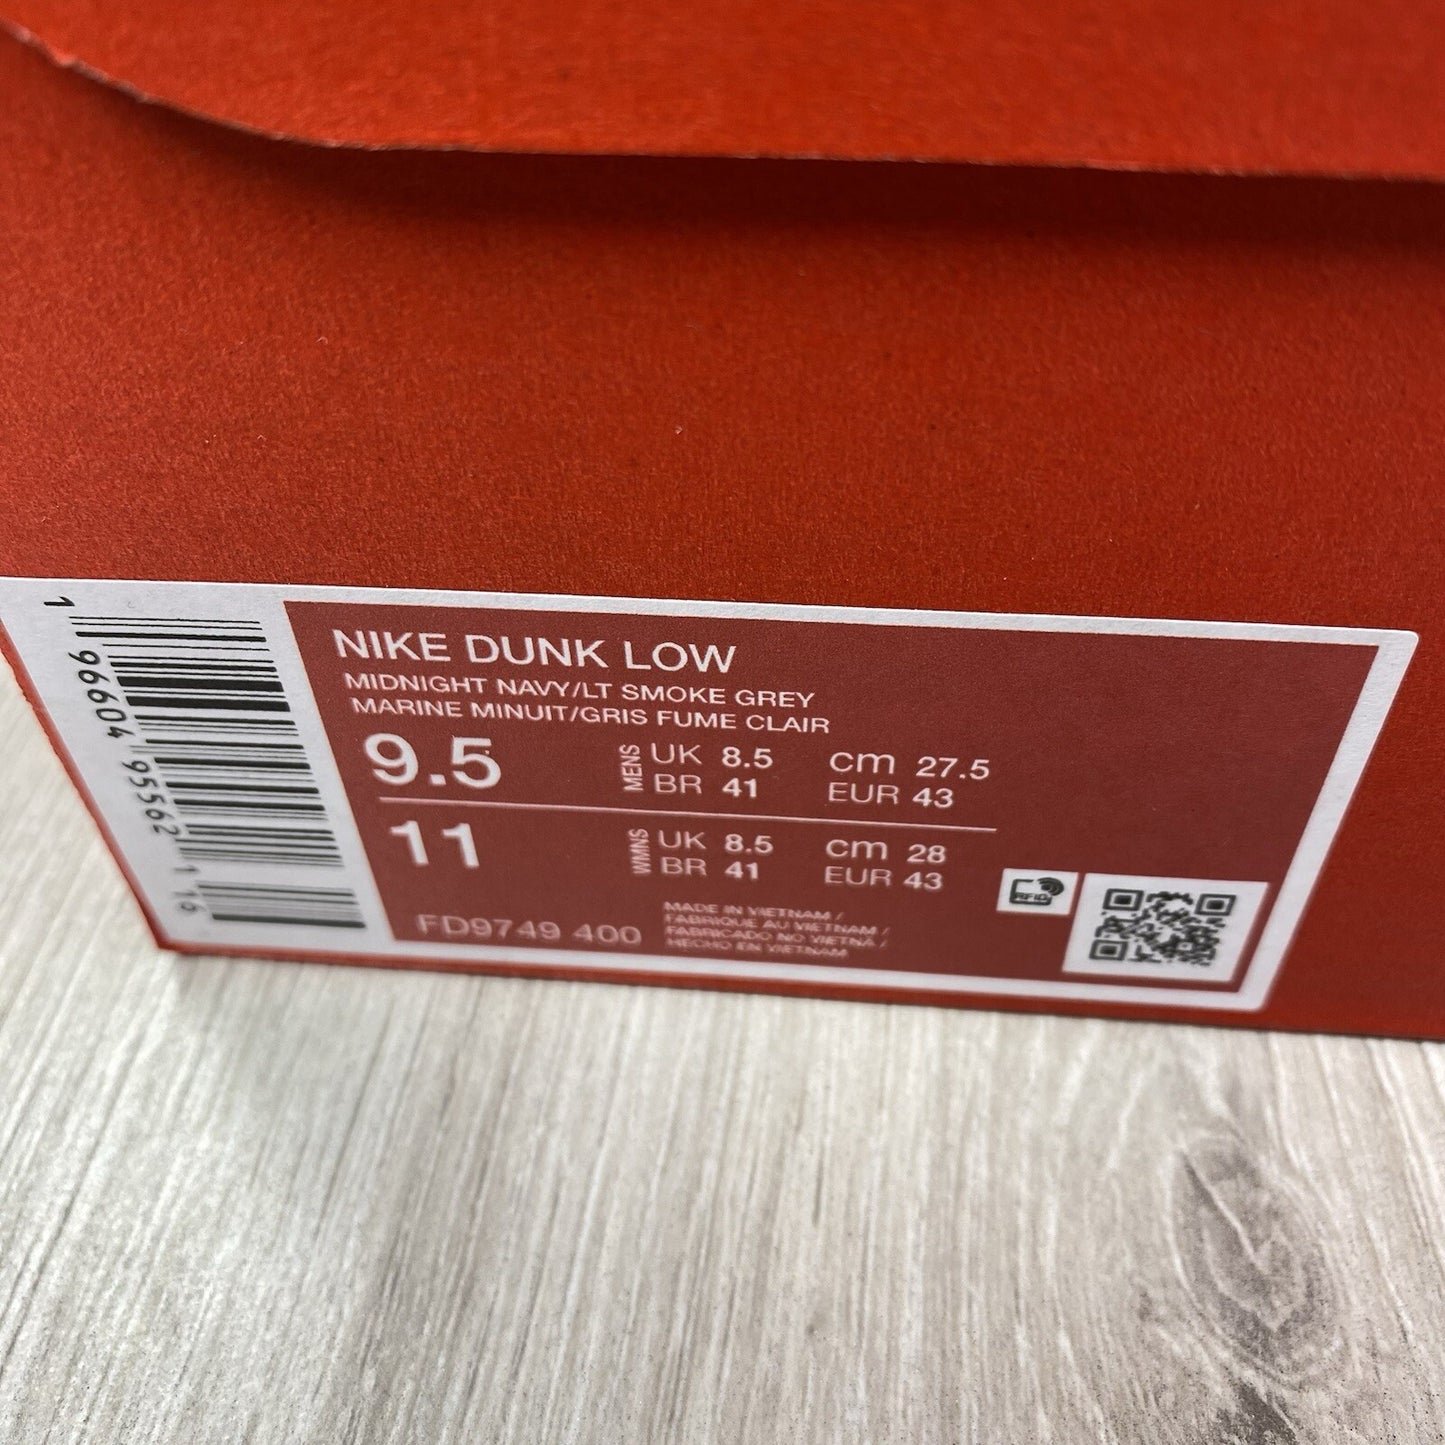 1 96604 95562 1 16
NIKE DUNK LOW
MIDNIGHT NAVY/LT SMOKE GREY
MARINE MINUIT/GRIS FUME CLAIR
9.5 MENS UK 8.5 cm 27.5
BR 41 EUR 43
11 WMNS UK 8.5 cm 28
BR 41 EUR 43
FD9749 400
MADE IN VIETNAM /
FABRIQUE AU VIETNAM /
FABRICADO NO VIETNÃ /
HECHO EN VIETNAM
RFID